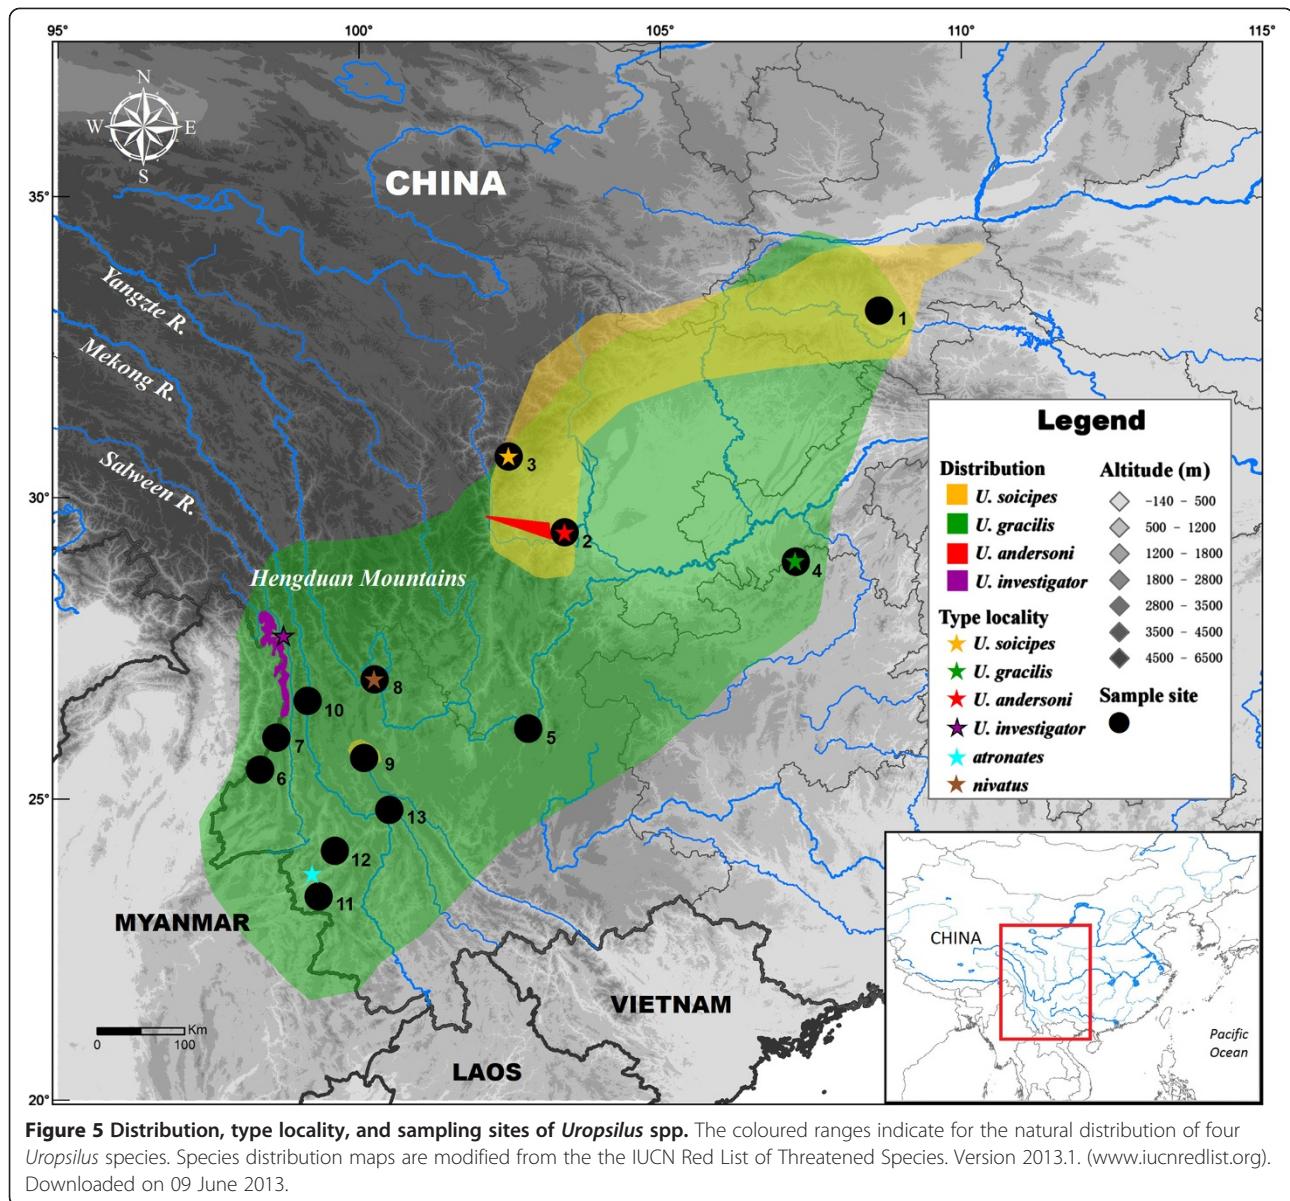 95°
100°
105°
110°
115°
N
W
E
S
CHINA
35°
Yangzte R.
Mekong R.
Salween R.
1
3
30°
2
4
Hengduan Mountains
8
10
5
7
9
6
25°
13
12
11
MYANMAR
VIETNAM
LAOS
Km
0
100
20°
Legend
Distribution
U. soicipes
U. gracilis
U. andersoni
U. investigator
Type locality
U. soicipes
U. gracilis
U. andersoni
U. investigator
atronates
nivatus
Altitude (m)
-140 - 500
500 - 1200
1200 - 1800
1800 - 2800
2800 - 3500
3500 - 4500
4500 - 6500
Sample site
CHINA
Pacific
Ocean
Figure 5 Distribution, type locality, and sampling sites of Uropsilus spp. The coloured ranges indicate for the natural distribution of four
Uropsilus species. Species distribution maps are modified from the the IUCN Red List of Threatened Species. Version 2013.1. (www.iucnredlist.org).
Downloaded on 09 June 2013.